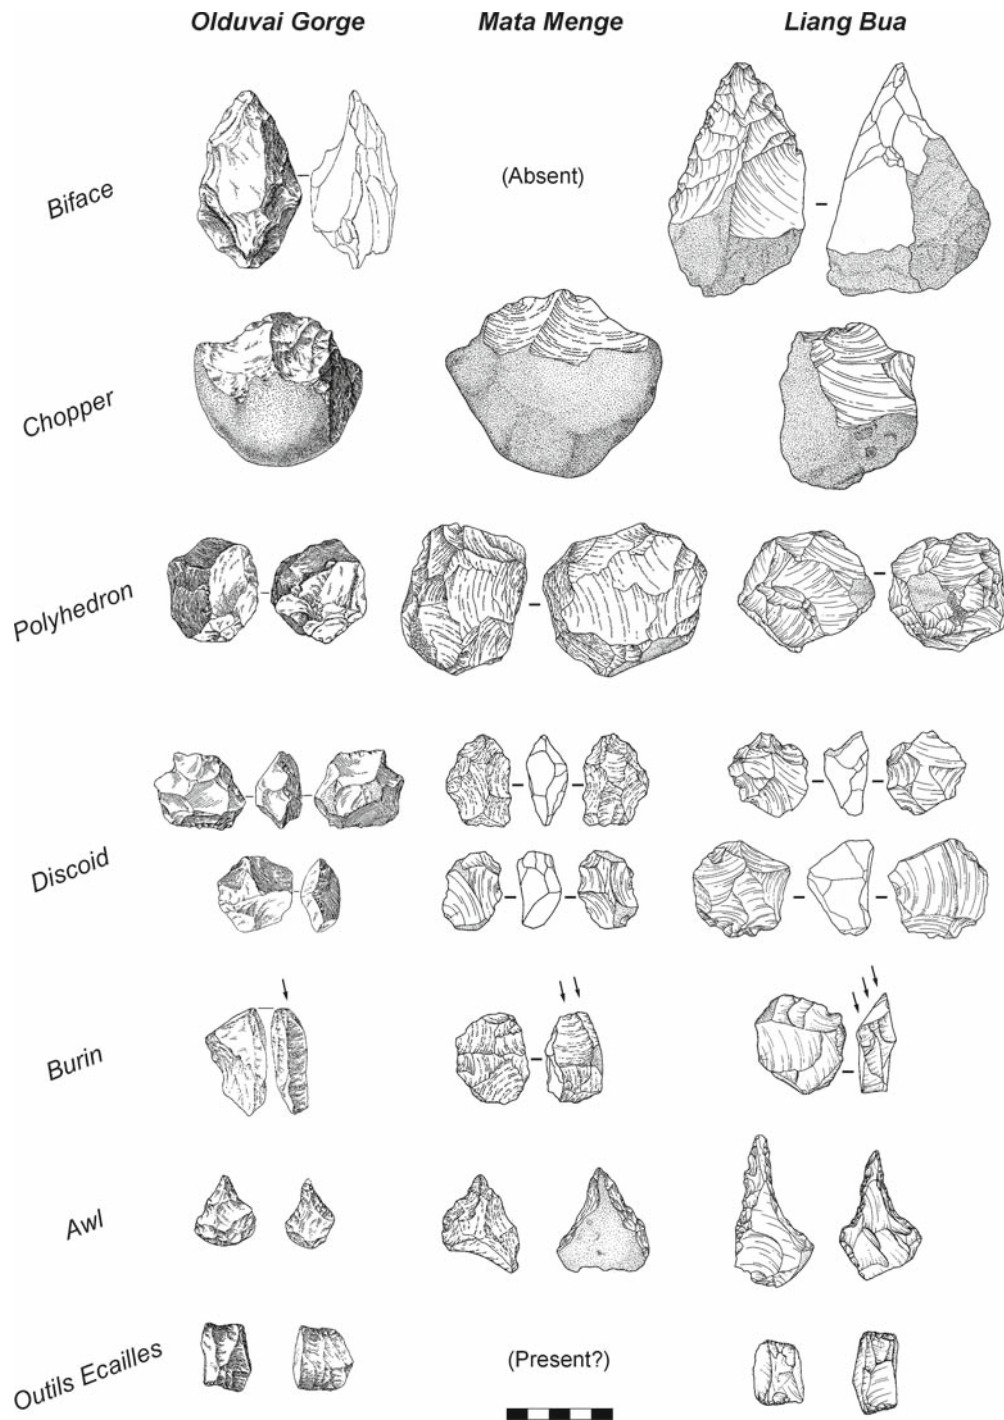 Olduvai Gorge
Mata Menge
Liang Bua
Biface
(Absent)
Chopper
Polyhedron
Discoid
Burin
Awl
Outils Ecailles
(Present?)